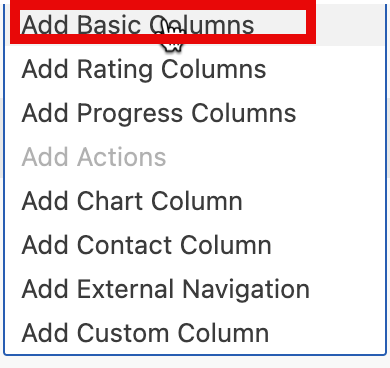 Add Basic Columns
Add Rating Columns
Add Progress Columns
Add Actions
Add Chart Column
Add Contact Column
Add External Navigation
Add Custom Column